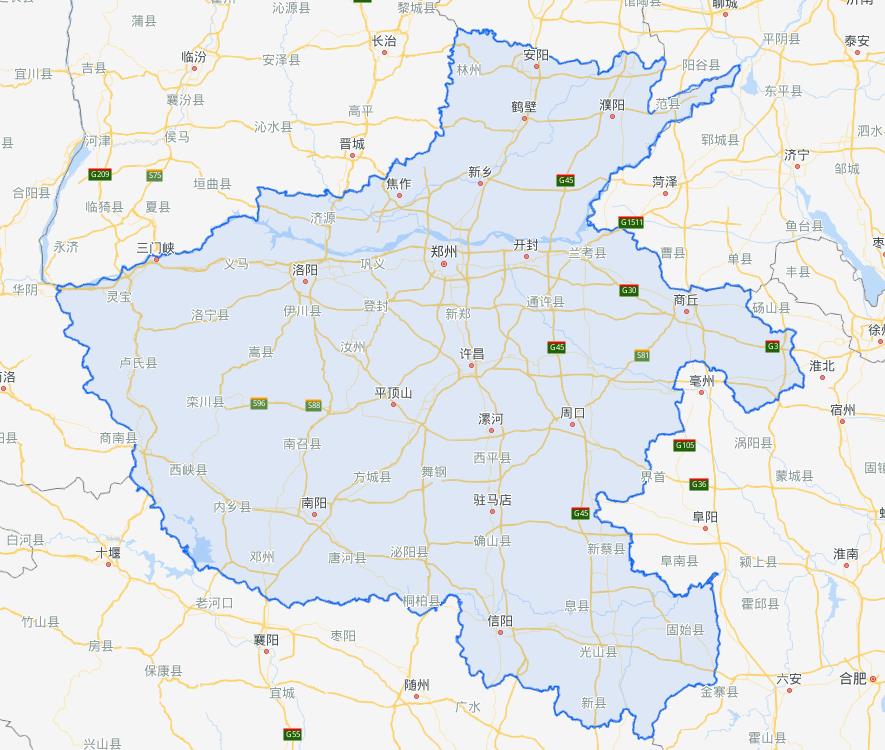 沁源县
黎城县
馆陶县
聊城
济南
蒲县
长治
平阴县
泰安
临汾
安泽县
安阳
阳谷县
宜川县
吉县
林州
襄汾县
高平
鹤壁
濮阳
范县
东平县
河津
侯马
沁水县
郓城县
泗水
晋城
济宁
邹城
G209
S75
垣曲县
焦作
新乡
G45
菏泽
合阳县
临猗县
夏县
济源
G1511
鱼台县
永济
三门峡
义马
巩义
郑州
开封
兰考县
曹县
单县
枣
丰县
华阴
灵宝
洛阳
G30
洛宁县
伊川县
登封
新郑
通许县
商丘
砀山县
徐州
嵩县
汝州
许昌
G45
S81
G3
卢氏县
洛
淮北
亳州
栾川县
S96
S88
平顶山
漯河
周口
宿州
县
商南县
南召县
西平县
G105
涡阳县
西峡县
方城县
舞钢
界首
G36
蒙城县
固镇
内乡县
南阳
驻马店
G45
阜阳
白河县
十堰
邓州
唐河县
泌阳县
确山县
新蔡县
阜南县
颍上县
淮南
老河口
桐柏县
息县
霍邱县
竹山县
房县
襄阳
枣阳
信阳
固始县
保康县
光山县
六安
合肥
宜城
随州
广水
新县
金寨县
G55
兴山县
霍山县